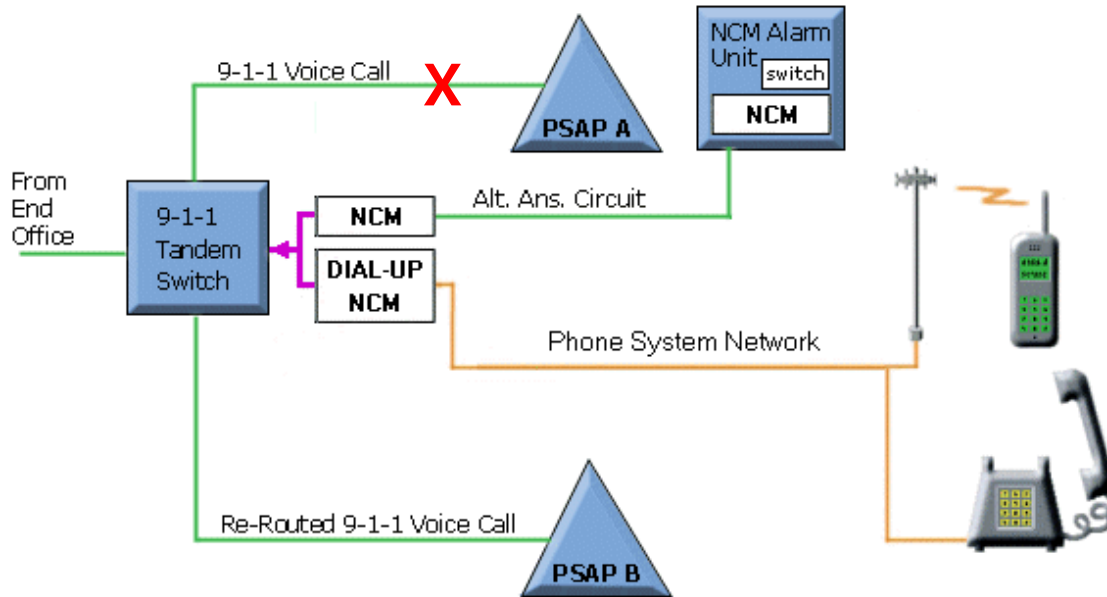 9-1-1 Voice Call
X
PSAP A
NCM Alarm
Unit
switch
NCM
From
End
Office
9-1-1
Tandem
Switch
NCM
Alt. Ans. Circuit
DIAL-UP
NCM
Phone System Network
Re-Routed 9-1-1 Voice Call
PSAP B